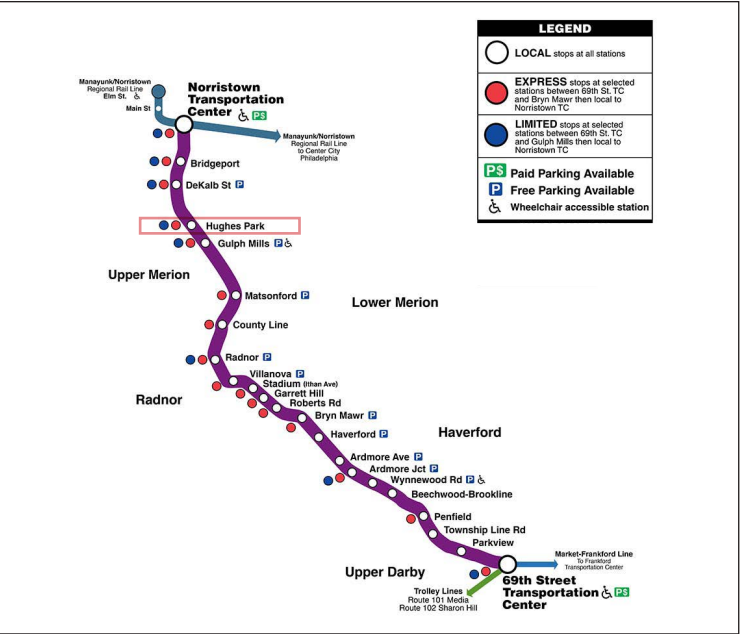 LEGEND
LOCAL stops at all stations
EXPRESS stops at selected
stations between 69th St. TC
and Bryn Mawr then local to
Norristown TC
LIMITED stops at selected
stations between 69th St. TC
and Gulph Mills then local to
Norristown TC
P$ Paid Parking Available
P Free Parking Available
Wheelchair accessible station
Manayunk/Norristown
Regional Rail Line
Elm St.
Main St
Norristown
Transportation
Center P$
Manayunk/Norristown
Regional Rail Line
to Center City
Philadelphia
Bridgeport
DeKalb St P
Hughes Park
Gulph Mills P
Upper Merion
Matsonford P
Lower Merion
County Line
Radnor P
Villanova P
Stadium (Ithan Ave)
Garrett Hill
Radnor
Roberts Rd
Bryn Mawr P
Haverford P
Haverford
Ardmore Ave P
Ardmore Jct P
Wynnewood Rd P
Beechwood-Brookline
Penfield
Township Line Rd
Parkview
Market-Frankford Line
To Frankford
Transportation Center
Upper Darby
69th Street
Transportation P$
Center
Trolley Lines
Route 101 Media
Route 102 Sharon Hill